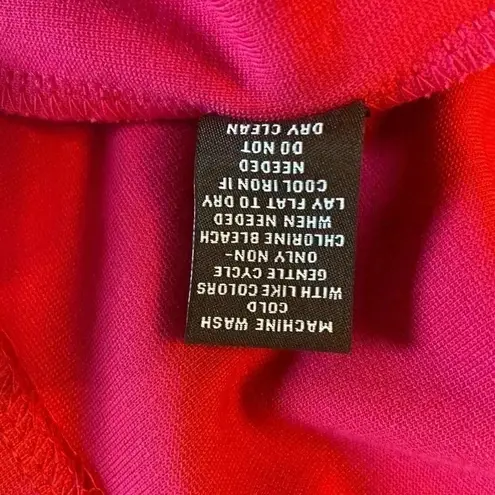 MACHINE WASH
COLD
WITH LIKE COLORS
GENTLE CYCLE
ONLY NON-
CHLORINE BLEACH
WHEN NEEDED
LAY FLAT TO DRY
COOL IRON IF
NEEDED
DO NOT
DRY CLEAN